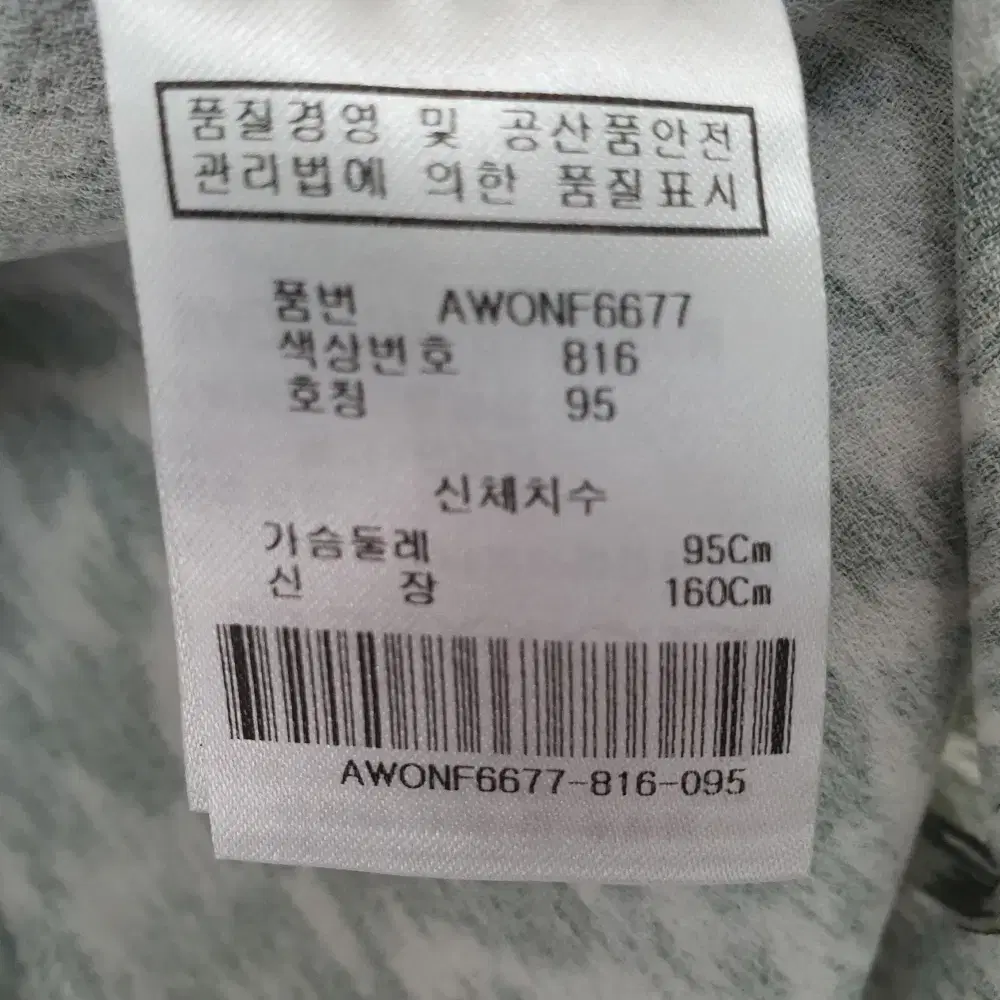 품질경영 및 공산품안전
관리법에 의한 품질표시
품번 AWONF6677
색상번호 816
호칭 95
신체치수
가슴둘레 95Cm
신 장 160Cm
AWONF6677-816-095